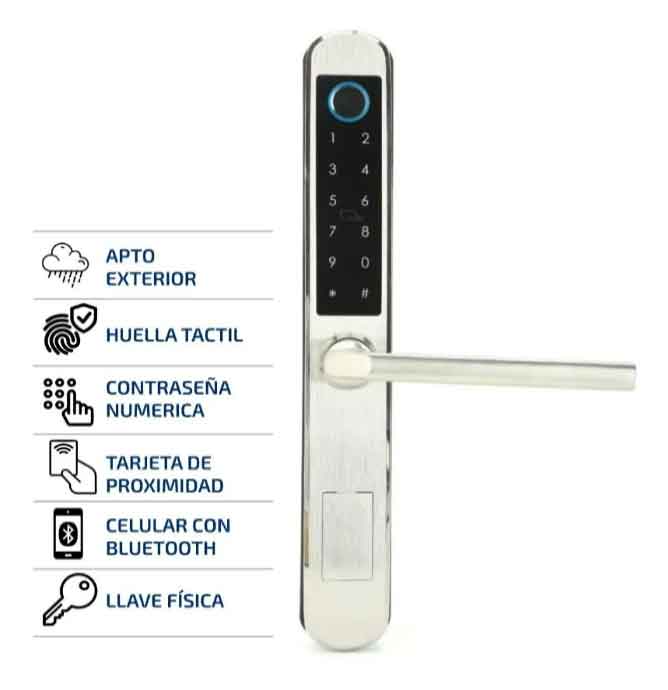 1 2
3 4
5 6
7 8
9 0
* #
APTO
EXTERIOR
HUELLA TACTIL
CONTRASEÑA
NUMERICA
TARJETA DE
PROXIMIDAD
CELULAR CON
BLUETOOTH
LLAVE FÍSICA